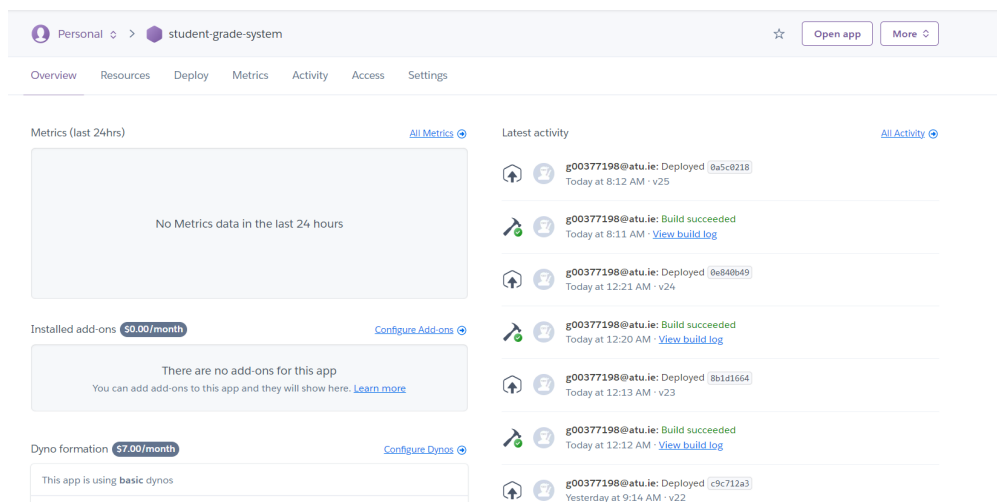 Personal > student-grade-system
Open app
More
Overview Resources Deploy Metrics Activity Access Settings
Metrics (last 24hrs)
All Metrics
No Metrics data in the last 24 hours
Installed add-ons $0.00/month
Configure Add-ons
There are no add-ons for this app
You can add add-ons to this app and they will show here. Learn more
Dyno formation $7.00/month
Configure Dynos
This app is using basic dynos
Latest activity
All Activity
g00377198@atu.ie: Deployed 0a5c0218
Today at 8:12 AM · v25
g00377198@atu.ie: Build succeeded
Today at 8:11 AM · View build log
g00377198@atu.ie: Deployed 0e840b49
Today at 12:21 AM · v24
g00377198@atu.ie: Build succeeded
Today at 12:20 AM · View build log
g00377198@atu.ie: Deployed 8b1d1664
Today at 12:13 AM · v23
g00377198@atu.ie: Build succeeded
Today at 12:12 AM · View build log
g00377198@atu.ie: Deployed c9c712a3
Yesterday at 9:14 AM · v22